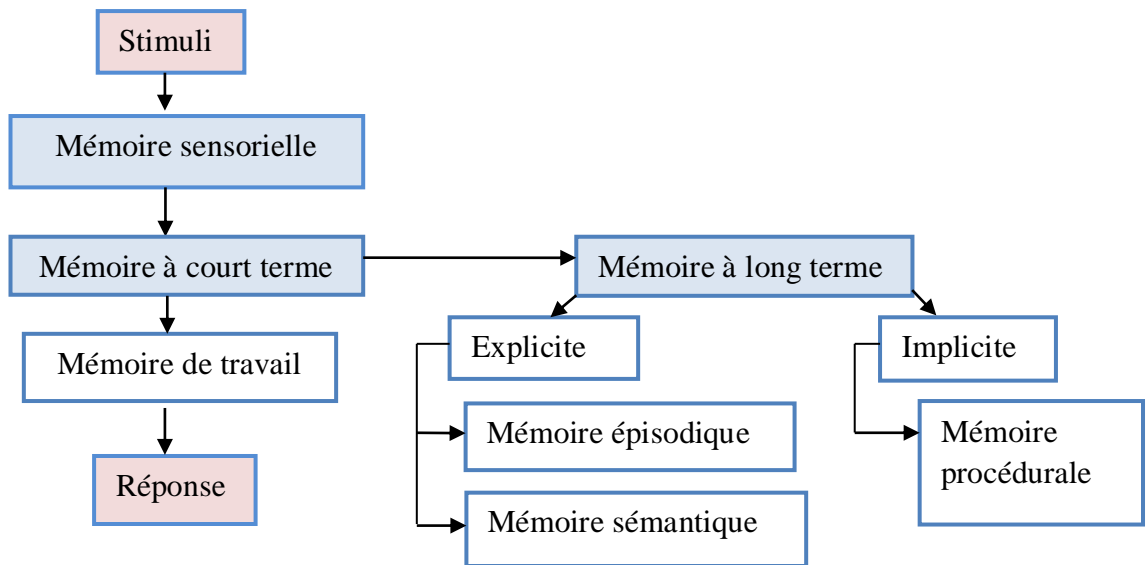 Stimuli
Mémoire sensorielle
Mémoire à court terme
Mémoire à long terme
Mémoire de travail
Explicite
Implicite
Mémoire épisodique
Mémoire
procédurale
Réponse
Mémoire sémantique